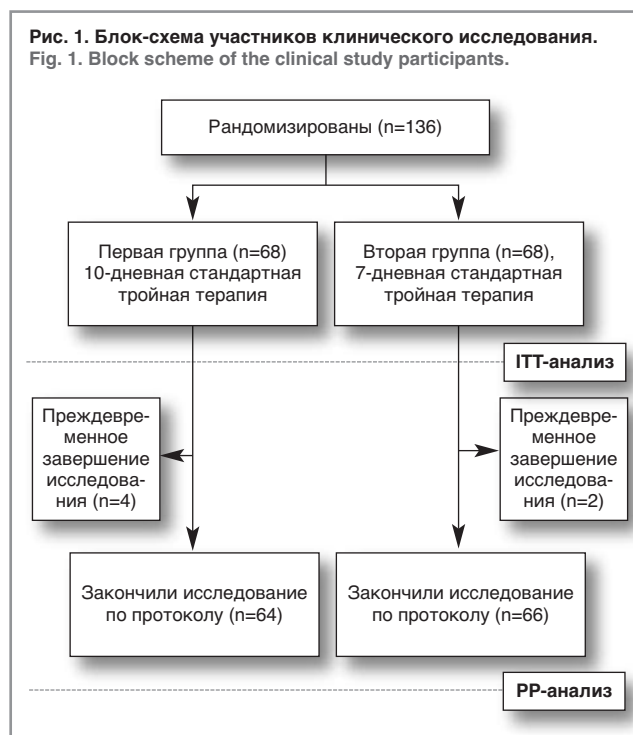 Рис. 1. Блок-схема участников клинического исследования.
Fig. 1. Block scheme of the clinical study participants.
Рандомизированы (n=136)
Первая группа (n=68)
10-дневная стандартная
тройная терапия
Вторая группа (n=68),
7-дневная стандартная
тройная терапия
ITT-анализ
Преждевре-
менное
завершение
исследова-
ния (n=4)
Преждевре-
менное
завершение
исследова-
ния (n=2)
Закончили исследование
по протоколу (n=64)
Закончили исследование
по протоколу (n=66)
PP-анализ